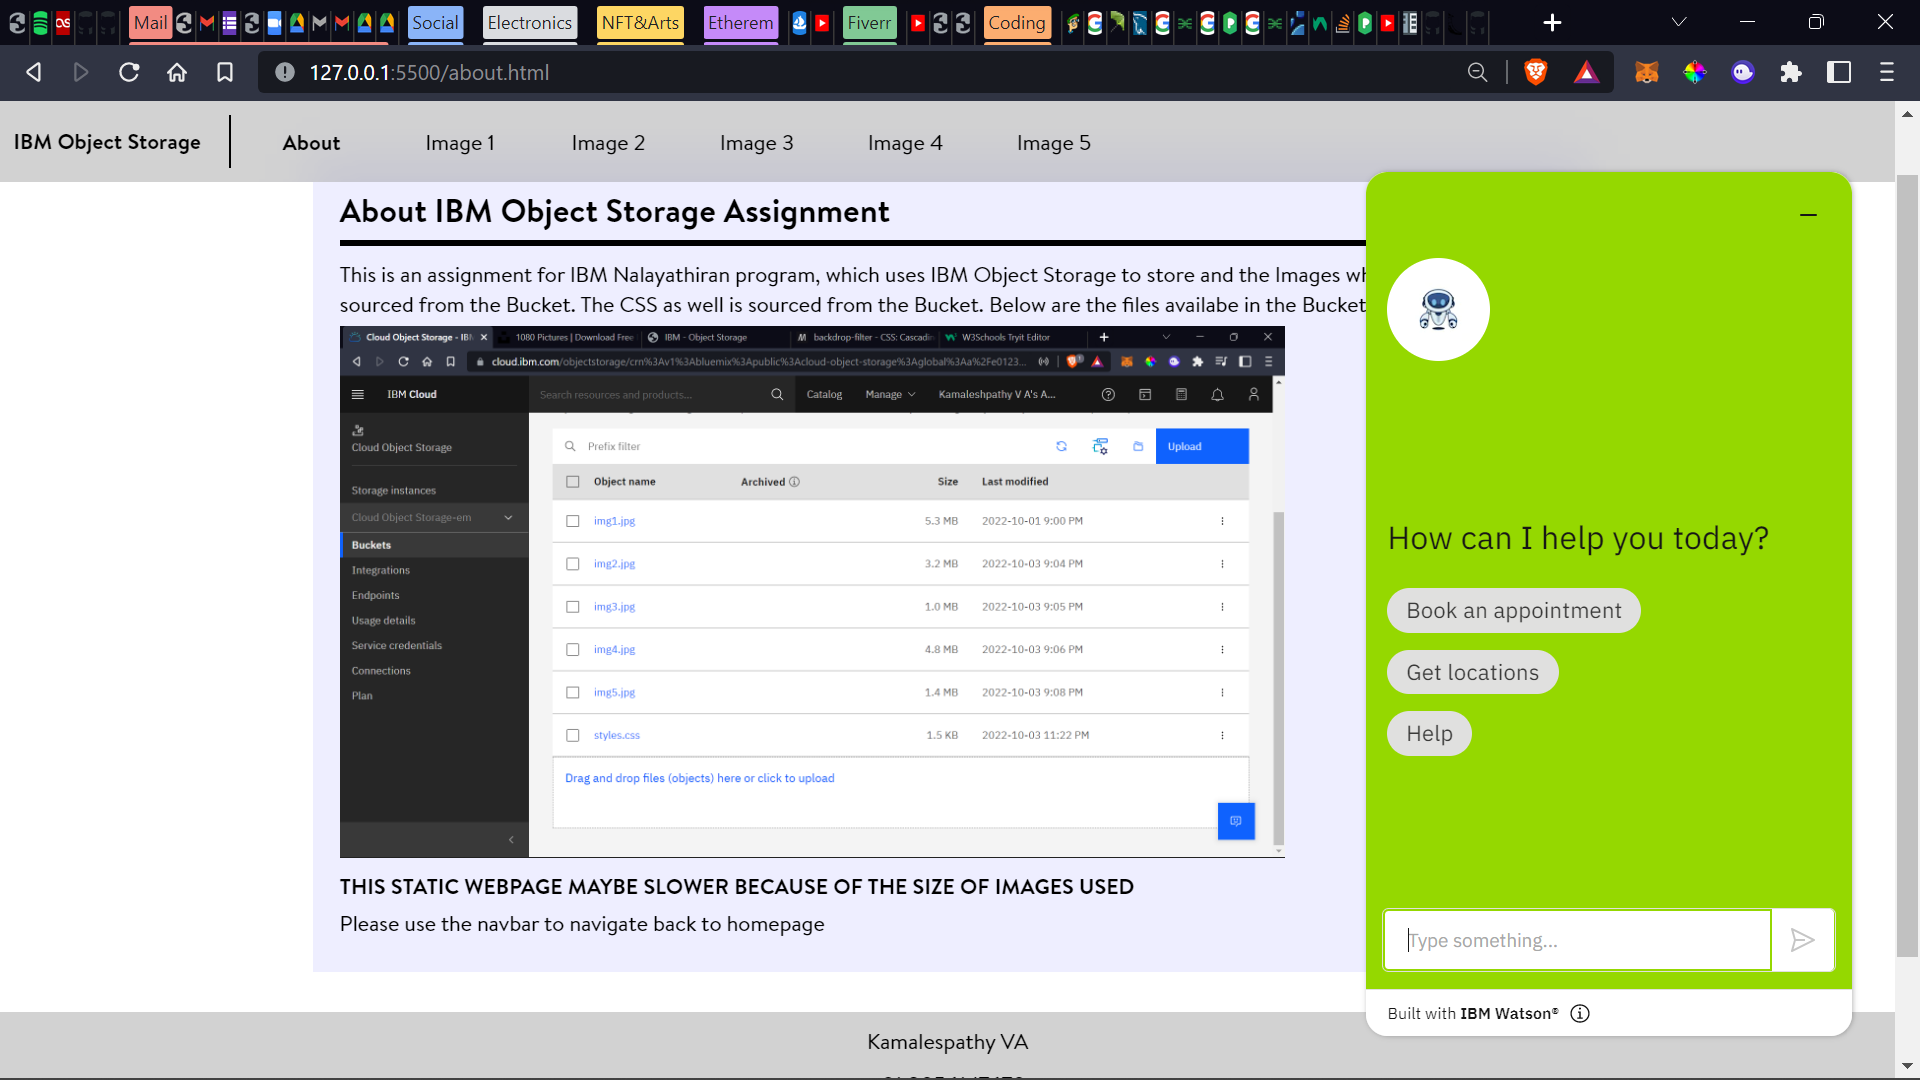 Mail Social Electronics NFT&Arts Etherem Fiverr Coding
127.0.0.1:5500/about.html
IBM Object Storage About Image 1 Image 2 Image 3 Image 4 Image 5
About IBM Object Storage Assignment
This is an assignment for IBM Nalayathiran program, which uses IBM Object Storage to store and the Images
sourced from the Bucket. The CSS as well is sourced from the Bucket. Below are the files availabe in the Bucket
Cloud Object Storage - IBM 1080 Pictures | Download Free IBM - Object Storage backdrop-filter - CSS: Cascadin W3Schools Tryit Editor
cloud.ibm.com/objectstorage/crn%3Av1%3Abluemix%3Apublic%3Acloud-object-storage%3Aglobal%3Aa%2Fe0123...
IBM Cloud Search resources and products... Catalog Manage Kamaleshpathy V A's A...
Cloud Object Storage
Storage instances
Cloud Object Storage-em
Buckets
Integrations
Endpoints
Usage details
Service credentials
Connections
Plan
Prefix filter Upload
Object name Archived Size Last modified
img1.jpg 5.3 MB 2022-10-01 9:00 PM
img2.jpg 3.2 MB 2022-10-03 9:04 PM
img3.jpg 1.0 MB 2022-10-03 9:05 PM
img4.jpg 4.8 MB 2022-10-03 9:06 PM
img5.jpg 1.4 MB 2022-10-03 9:08 PM
styles.css 1.5 KB 2022-10-03 11:22 PM
Drag and drop files (objects) here or click to upload
THIS STATIC WEBPAGE MAYBE SLOWER BECAUSE OF THE SIZE OF IMAGES USED
Please use the navbar to navigate back to homepage
How can I help you today?
Book an appointment
Get locations
Help
Type something...
Built with IBM Watson®
Kamalespathy VA